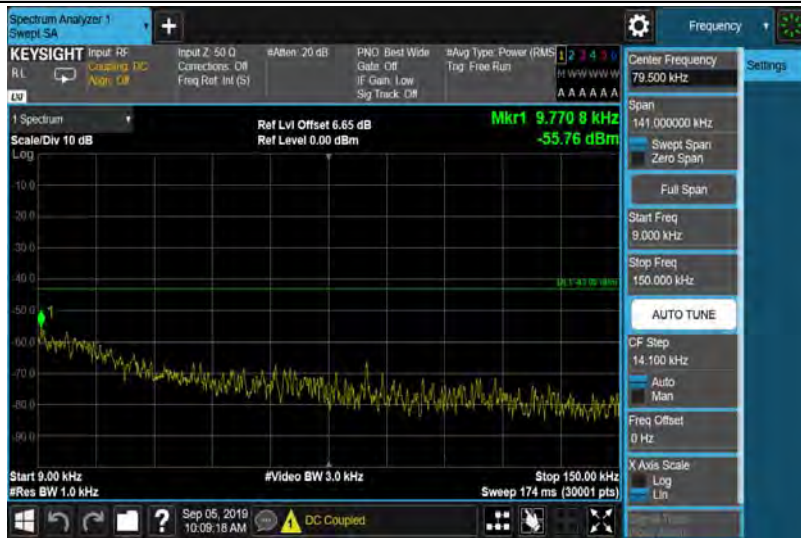 Spectrum Analyzer 1
Swept SA
+
Frequency
KEYSIGHT
RL
LXI
Input: RF
Coupling: DC
Align: Off
Input Z: 50 Ω
Corrections: Off
Freq Ref: Int (S)
#Atten: 20 dB
PNO: Best Wide
Gate: Off
IF Gain: Low
Sig Track: Off
#Avg Type: Power (RMS
Trig: Free Run
1 2 3 4 5 6
M W W W W W
A A A A A A
Center Frequency
79.500 kHz
Settings
Span
141.000000 kHz
Swept Span
Zero Span
Full Span
Start Freq
9.000 kHz
Stop Freq
150.000 kHz
AUTO TUNE
CF Step
14.100 kHz
Auto
Man
Freq Offset
0 Hz
X Axis Scale
Log
Lin
1 Spectrum
Scale/Div 10 dB
Log
Ref Lvl Offset 6.65 dB
Ref Level 0.00 dBm
Mkr1 9.770 8 kHz
-55.76 dBm
-10.0
-20.0
-30.0
-40.0
-50.0
-60.0
-70.0
-80.0
-90.0
1
Start 9.00 kHz
#Res BW 1.0 kHz
#Video BW 3.0 kHz
Stop 150.00 kHz
Sweep 174 ms (30001 pts)
?
Sep 05, 2019
10:09:18 AM
DC Coupled